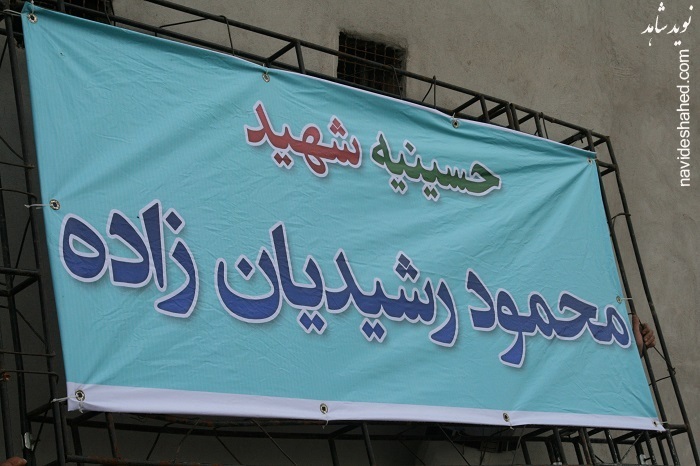 حسینیه شهید
محمود رشیدیان زاده
نوید شاهد
navideshahed.com